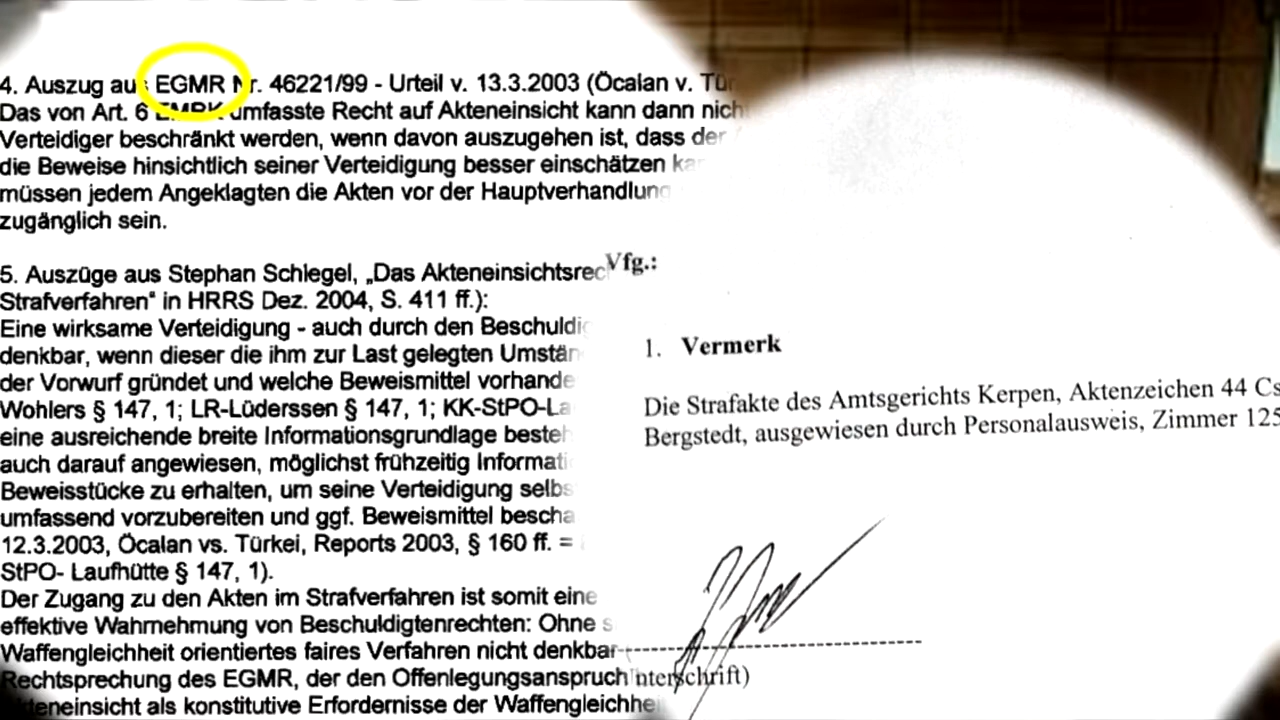 4. Auszug aus EGMR Nr. 46221/99 - Urteil v. 13.3.2003 (Öcalan v. Tür
Das von Art. 6 EMRK umfasste Recht auf Akteneinsicht kann dann nich
Verteidiger beschränkt werden, wenn davon auszugehen ist, dass der
die Beweise hinsichtlich seiner Verteidigung besser einschätzen ka
müssen jedem Angeklagten die Akten vor der Hauptverhandlung
zugänglich sein.
5. Auszüge aus Stephan Schlegel, „Das Akteneinsichtsrec
Strafverfahren" in HRRS Dez. 2004, S. 411 ff.):
Eine wirksame Verteidigung - auch durch den Beschuldig
denkbar, wenn dieser die ihm zur Last gelegten Umstän
der Vorwurf gründet und welche Beweismittel vorhande
Wohlers § 147, 1; LR-Lüderssen § 147, 1; KK-StPO-La
eine ausreichende breite Informationsgrundlage besteh
auch darauf angewiesen, möglichst frühzeitig Informati
Beweisstücke zu erhalten, um seine Verteidigung selbs
umfassend vorzubereiten und ggf. Beweismittel bescha
12.3.2003, Öcalan vs. Türkei, Reports 2003, § 160 ff. =
StPO- Laufhütte § 147, 1).
Der Zugang zu den Akten im Strafverfahren ist somit eine
effektive Wahrnehmung von Beschuldigtenrechten: Ohne s
Waffengleichheit orientiertes faires Verfahren nicht denkbar
Rechtsprechung des EGMR, der den Offenlegungsanspruch
kteneinsicht als konstitutive Erfordernisse der Waffengleichhei
Vfg.:
1. Vermerk
Die Strafakte des Amtsgerichts Kerpen, Aktenzeichen 44 Cs
Bergstedt, ausgewiesen durch Personalausweis, Zimmer 125
nterschrift)